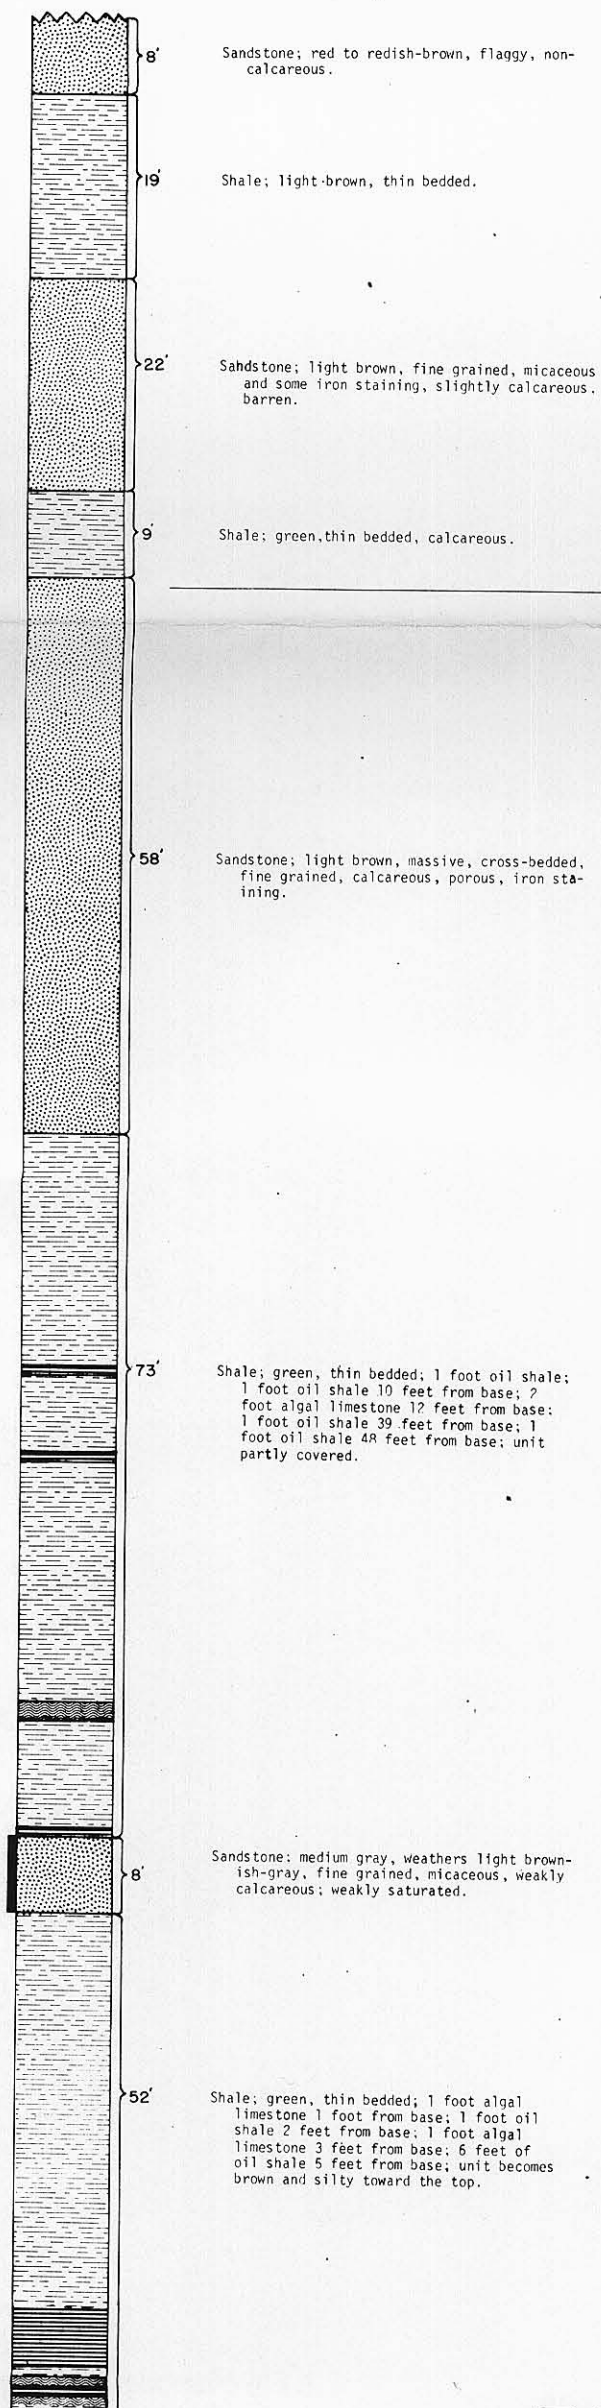 8'
Sandstone; red to redish-brown, flaggy, non-
calcareous.
19'
Shale; light-brown, thin bedded.
22'
Sandstone; light brown, fine grained, micaceous
and some iron staining, slightly calcareous.
barren.
9'
Shale; green,thin bedded, calcareous.
58'
Sandstone; light brown, massive, cross-bedded,
fine grained, calcareous, porous, iron sta-
ining.
73'
Shale; green, thin bedded; 1 foot oil shale;
1 foot oil shale 10 feet from base; 2
foot algal limestone 12 feet from base;
1 foot oil shale 39 feet from base; 1
foot oil shale 48 feet from base; unit
partly covered.
8'
Sandstone: medium gray, weathers light brown-
ish-gray, fine grained, micaceous, weakly
calcareous; weakly saturated.
52'
Shale; green, thin bedded; 1 foot algal
limestone 1 foot from base; 1 foot oil
shale 2 feet from base; 1 foot algal
limestone 3 feet from base; 6 feet of
oil shale 5 feet from base; unit becomes
brown and silty toward the top.